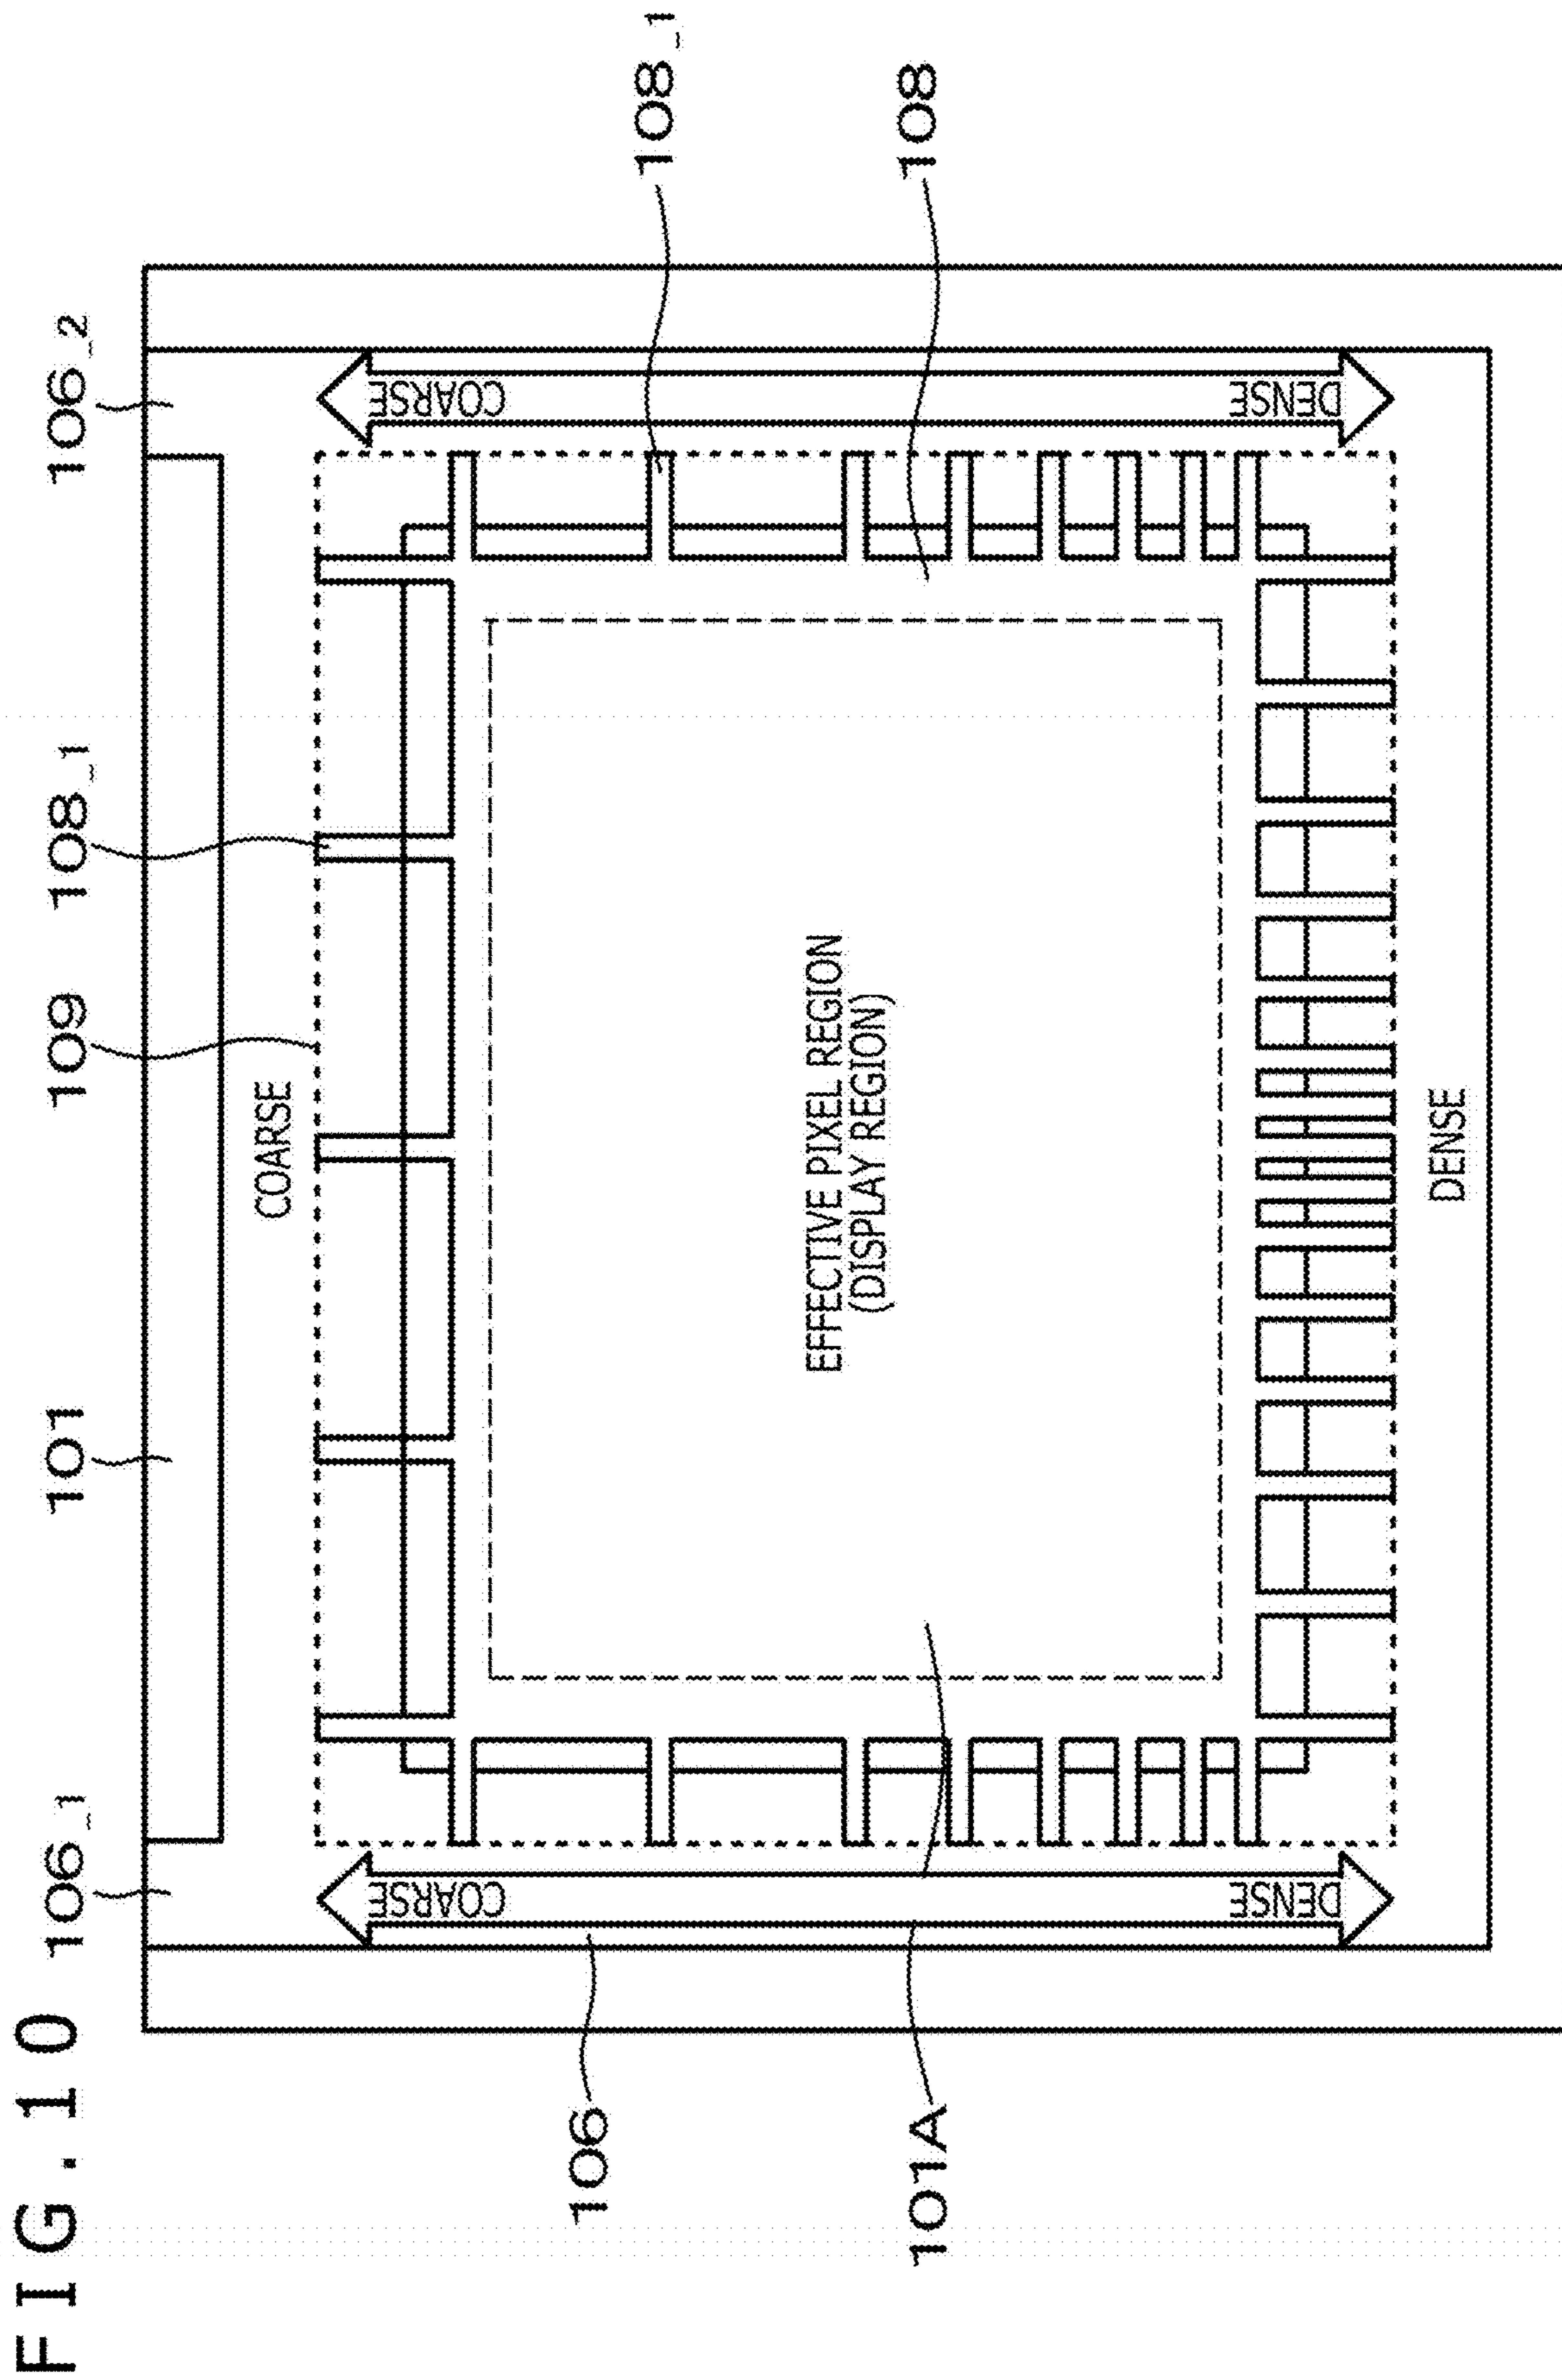 FIG.10
106_1
101
109
108_1
106_2
COARSE
COARSE
COARSE
106
108_1
EFFECTIVE PIXEL REGION
(DISPLAY REGION)
101A
108
DENSE
DENSE
DENSE